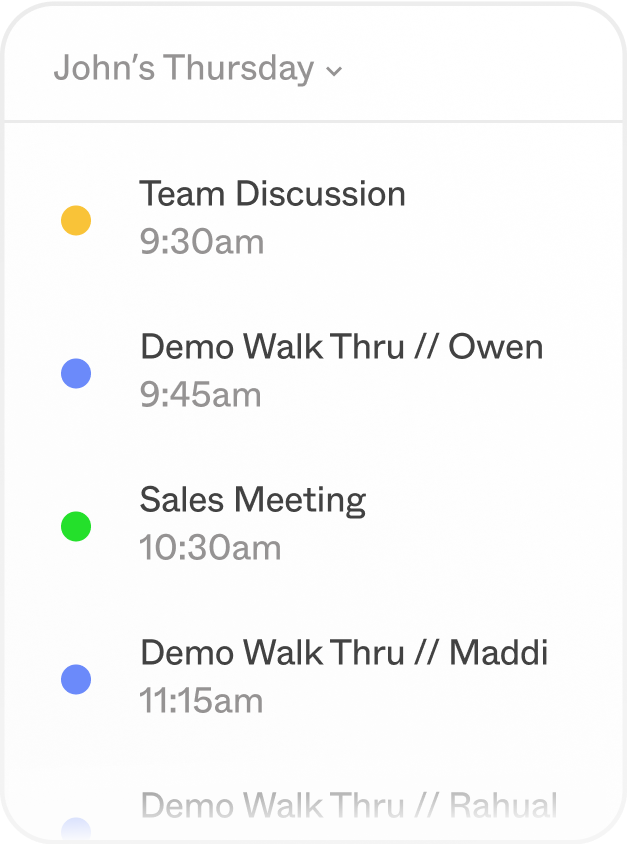 John's Thursday
Team Discussion
9:30am
Demo Walk Thru // Owen
9:45am
Sales Meeting
10:30am
Demo Walk Thru // Maddi
11:15am
Demo Walk Thru // Rahual